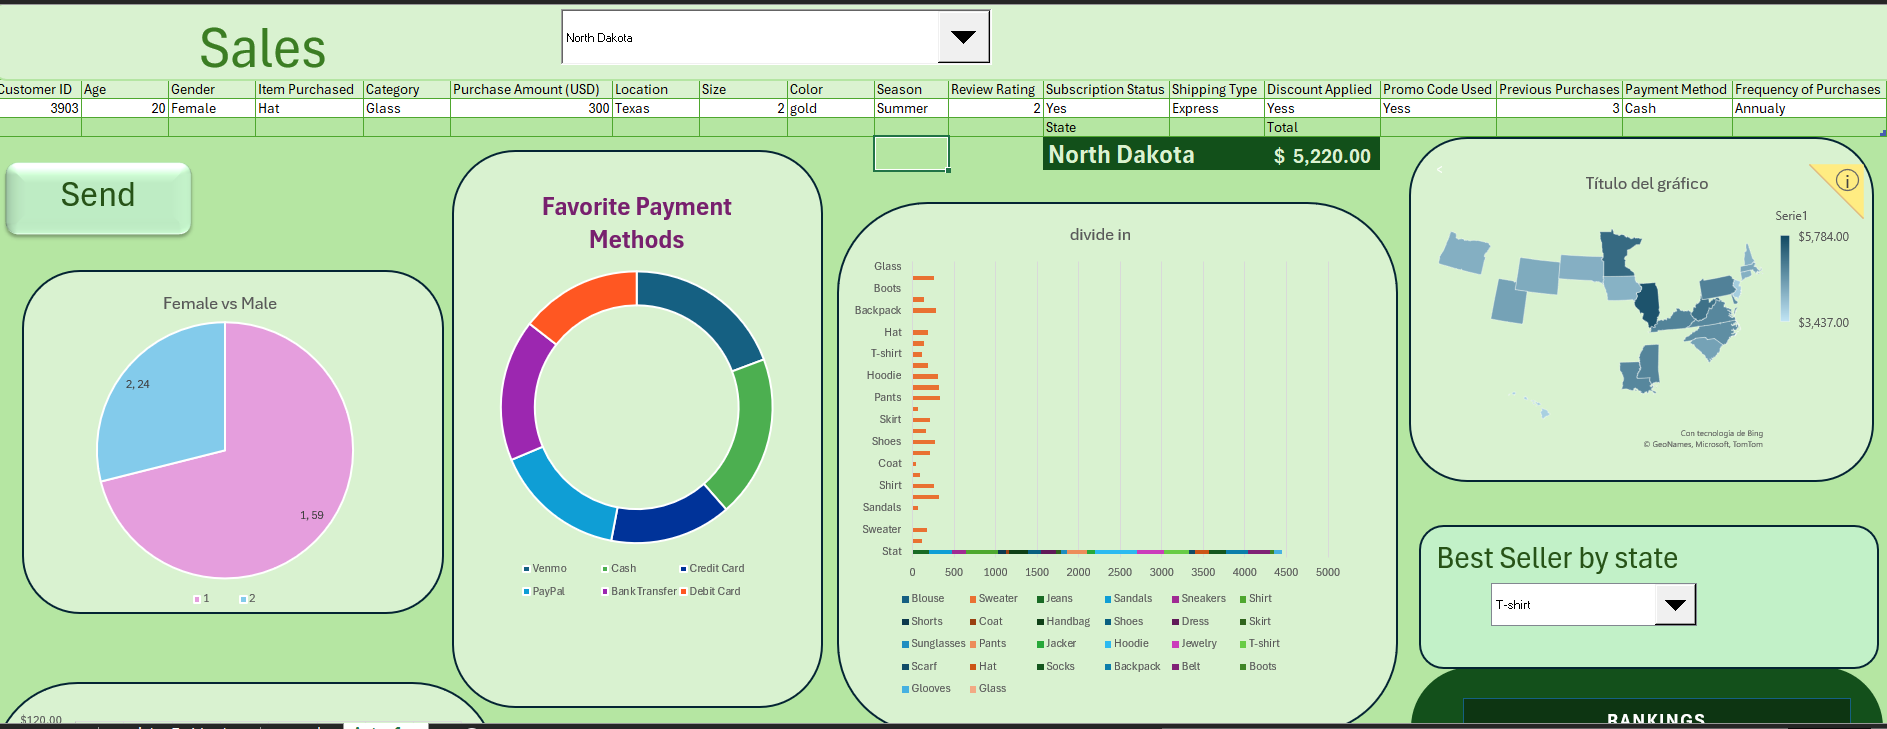 Sales
North Dakota
Customer ID Age Gender Item Purchased Category Purchase Amount (USD) Location Size Color Season Review Rating Subscription Status Shipping Type Discount Applied Promo Code Used Previous Purchases Payment Method Frequency of Purchases
3903 20 Female Hat Glass 300 Texas 2 gold Summer 2 Yes Express Yess Yess 3 Cash Annualy
State Total
North Dakota $ 5,220.00
Send
Female vs Male
2, 24
1, 59
1 2
$120.00
Favorite Payment
Methods
Venmo Cash Credit Card
PayPal Bank Transfer Debit Card
divide in
Glass
Boots
Backpack
Hat
T-shirt
Hoodie
Pants
Skirt
Shoes
Coat
Shirt
Sandals
Sweater
Stat
0 500 1000 1500 2000 2500 3000 3500 4000 4500 5000
Blouse Sweater Jeans Sandals Sneakers Shirt
Shorts Coat Handbag Shoes Dress Skirt
Sunglasses Pants Jacker Hoodie Jewelry T-shirt
Scarf Hat Socks Backpack Belt Boots
Glooves Glass
Título del gráfico
Serie1
$5,784.00
$3,437.00
Con tecnología de Bing
© GeoNames, Microsoft, TomTom
Best Seller by state
T-shirt
RANKINGS